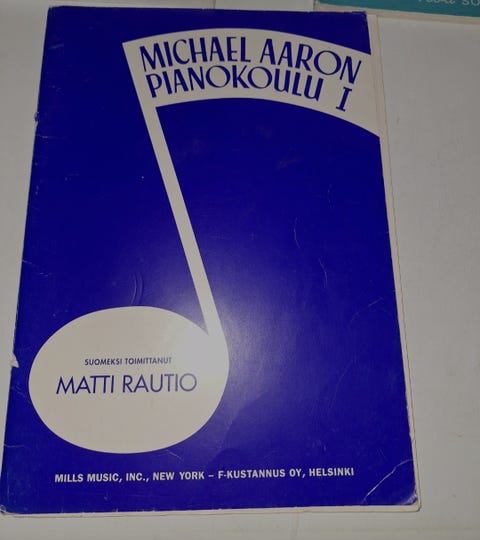 MICHAEL AARON
PIANOKOULU I
SUOMEKSI TOIMITTANUT
MATTI RAUTIO
MILLS MUSIC, INC., NEW YORK – F-KUSTANNUS OY, HELSINKI